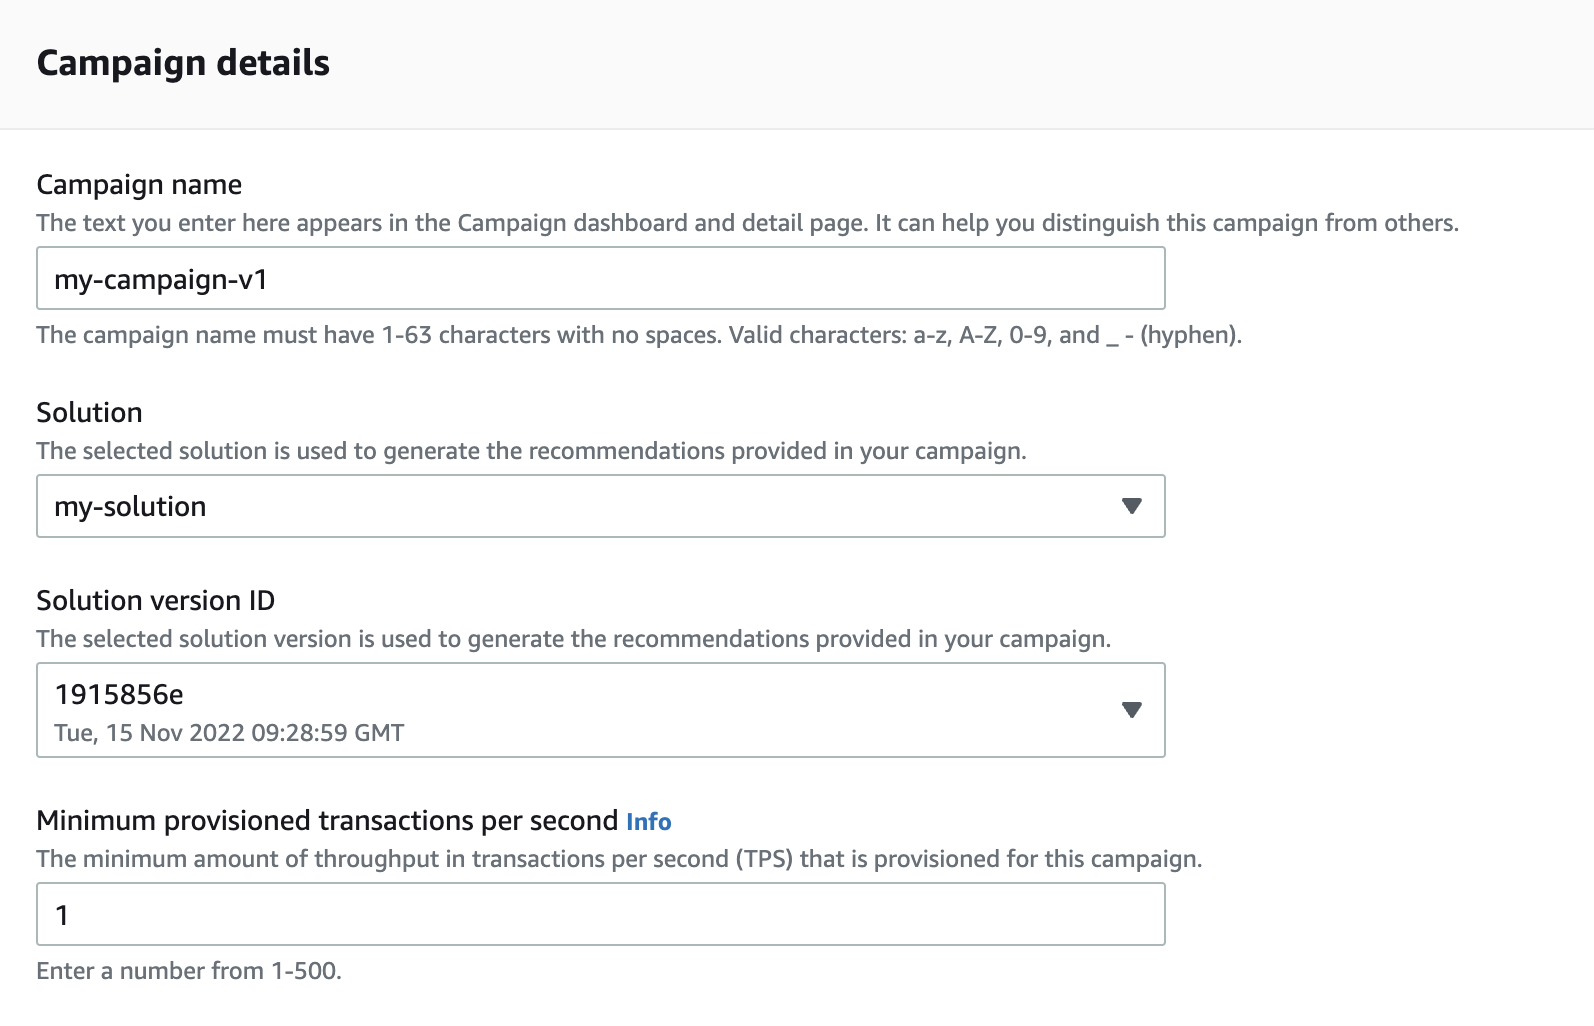 Campaign details
Campaign name
The text you enter here appears in the Campaign dashboard and detail page. It can help you distinguish this campaign from others.
my-campaign-v1
The campaign name must have 1-63 characters with no spaces. Valid characters: a-z, A-Z, 0-9, and _ - (hyphen).
Solution
The selected solution is used to generate the recommendations provided in your campaign.
my-solution
Solution version ID
The selected solution version is used to generate the recommendations provided in your campaign.
1915856e
Tue, 15 Nov 2022 09:28:59 GMT
Minimum provisioned transactions per second Info
The minimum amount of throughput in transactions per second (TPS) that is provisioned for this campaign.
1
Enter a number from 1-500.